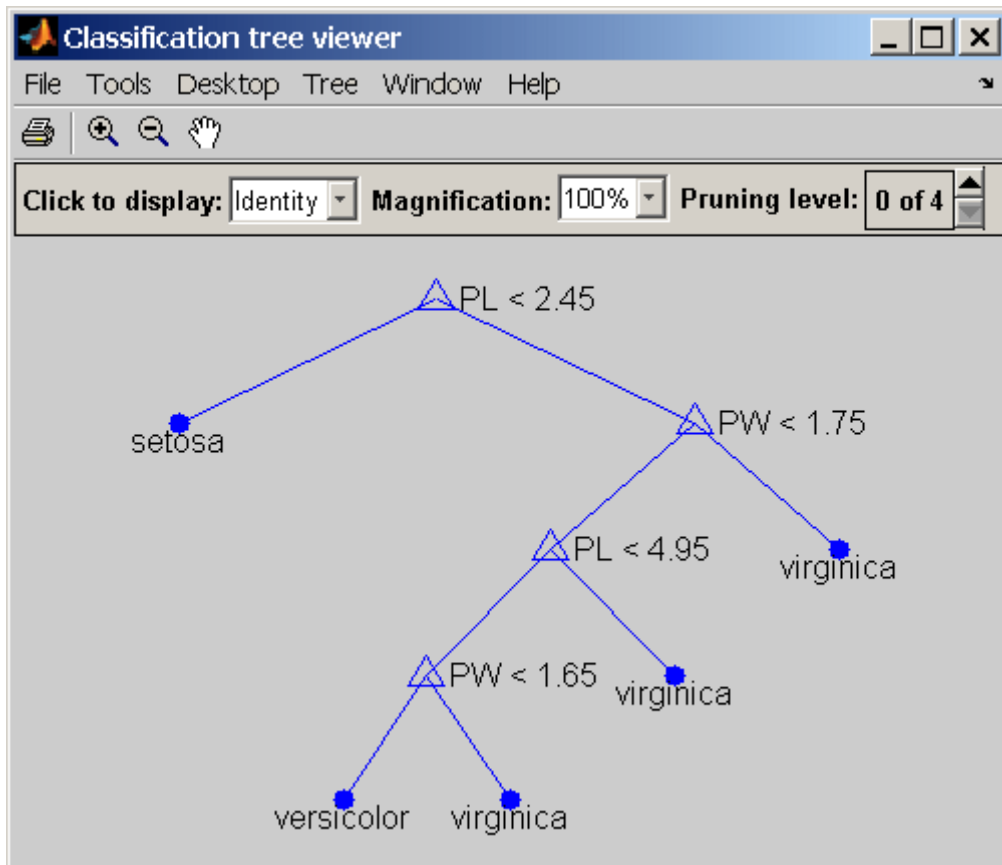 Classification tree viewer
File Tools Desktop Tree Window Help
Click to display: Identity Magnification: 100% Pruning level: 0 of 4
PL < 2.45
setosa
PW < 1.75
PL < 4.95
virginica
PW < 1.65
virginica
versicolor virginica